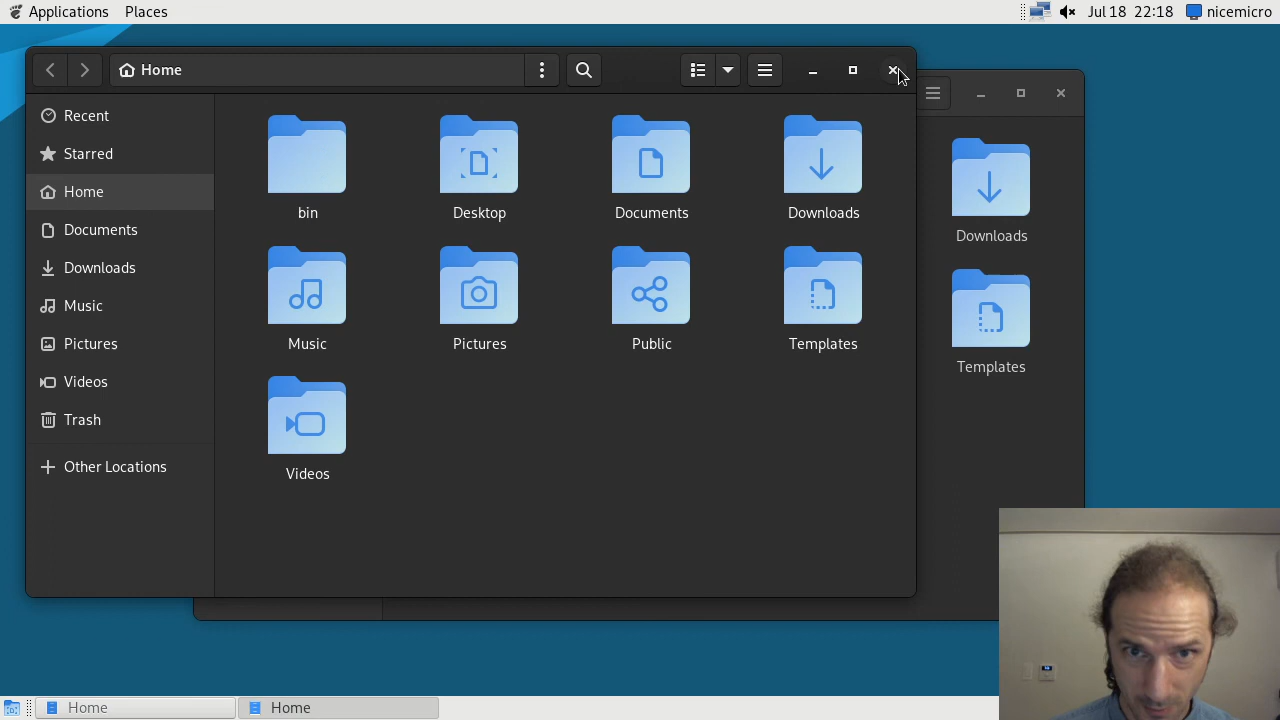 Applications Places Jul 18 22:18 nicemicro
Home
Recent
Starred
Home
Documents
Downloads
Music
Pictures
Videos
Trash
Other Locations
bin Desktop Documents Downloads
Music Pictures Public Templates
Videos
Downloads
Templates
Home Home